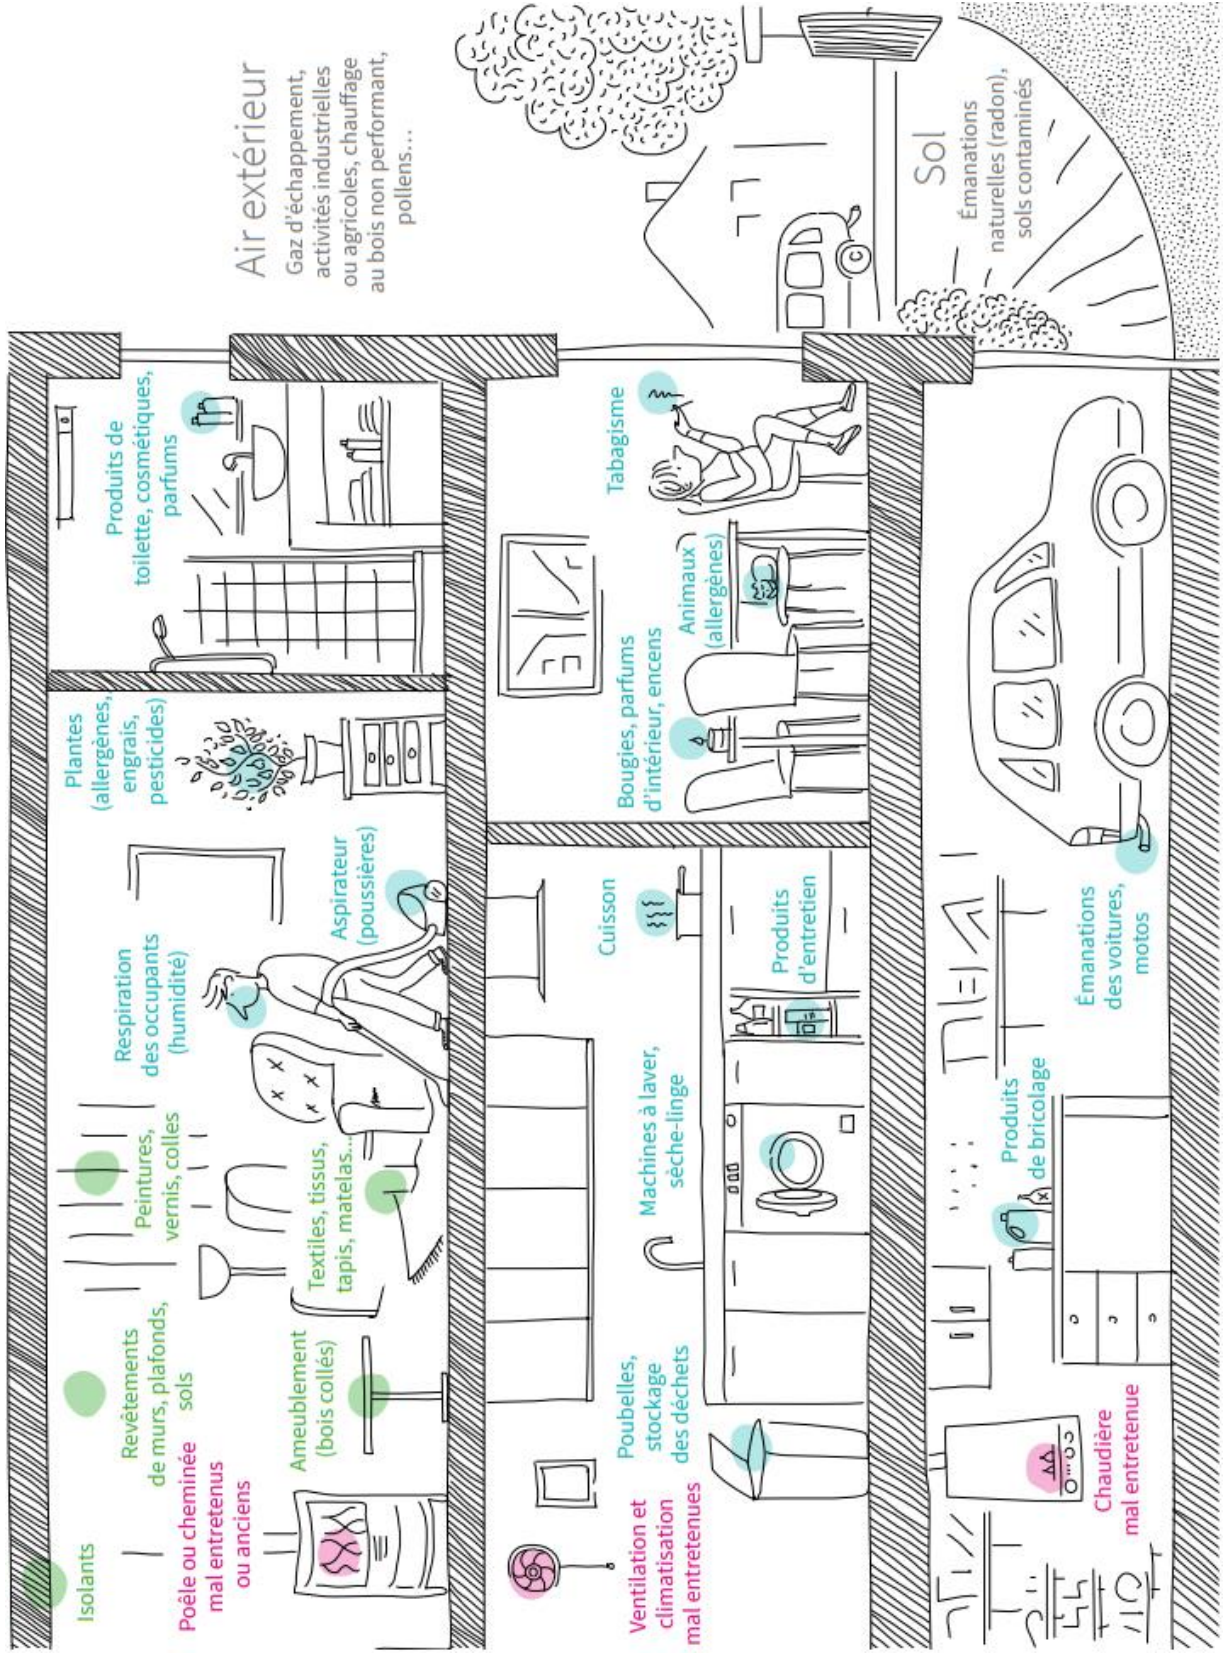 Isolants
Poêle ou cheminée
mal entretenus
ou anciens
Revêtements
de murs, plafonds,
sols
Ameublement
(bois collés)
Peintures,
vernis, colles
Textiles, tissus,
tapis, matelas...
Respiration
des occupants
(humidité)
Aspirateur
(poussières)
Plantes
(allergènes,
engrais,
pesticides)
Produits de
toilette, cosmétiques,
parfums
Air extérieur
Gaz d'échappement,
activités industrielles
ou agricoles, chauffage
au bois non performant,
pollens...
Ventilation et
climatisation
mal entretenues
Poubelles,
stockage
des déchets
Machines à laver,
sèche-linge
Cuisson
Produits
d'entretien
Bougies, parfums
d'intérieur, encens
Animaux
(allergènes)
Tabagisme
Chaudière
mal entretenue
Produits
de bricolage
Émanations
des voitures,
motos
Sol
Émanations
naturelles (radon),
sols contaminés